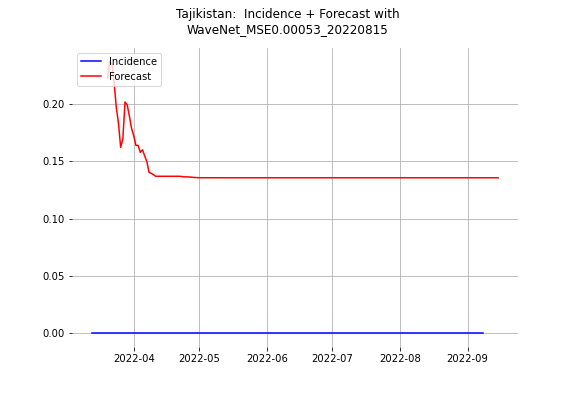 Tajikistan:  Incidence + Forecast with
WaveNet_MSE0.00053_20220815
Incidence
Forecast
0.20
0.15
0.10
0.05
0.00
2022-04 2022-05 2022-06 2022-07 2022-08 2022-09